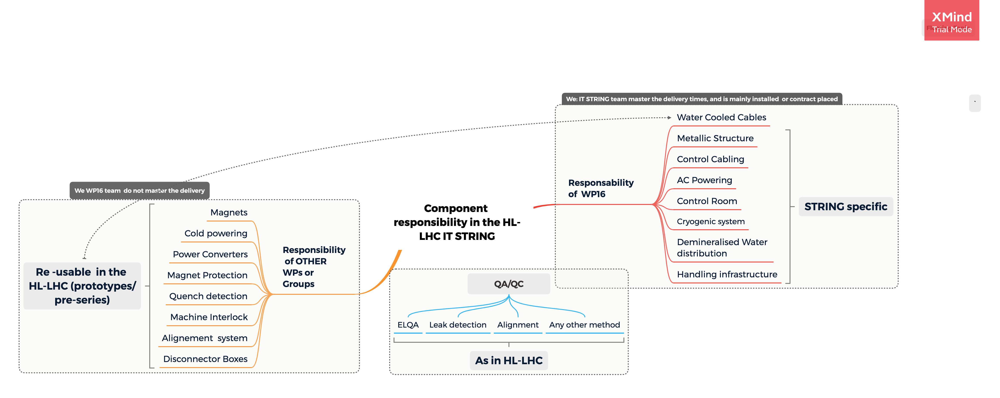 XMind
Trial Mode
We: IT STRING team master the delivery times, and is mainly installed  or contract placed
`
Water Cooled Cables
Metallic Structure
Control Cabling
AC Powering
Control Room
Cryogenic system
Demineralised Water
distribution
Handling infrastructure
Responsability
of  WP16
STRING specific
We WP16 team  do not master the delivery
Component
responsibility in the HL-
LHC IT STRING
Magnets
Cold powering
Power Converters
Magnet Protection
Quench detection
Machine Interlock
Alignement  system
Disconnector Boxes
Responsibility
of OTHER
WPs or
Groups
Re -usable  in the
HL-LHC (prototypes/
pre-series)
QA/QC
ELQA
Leak detection
Alignment
Any other method
As in HL-LHC